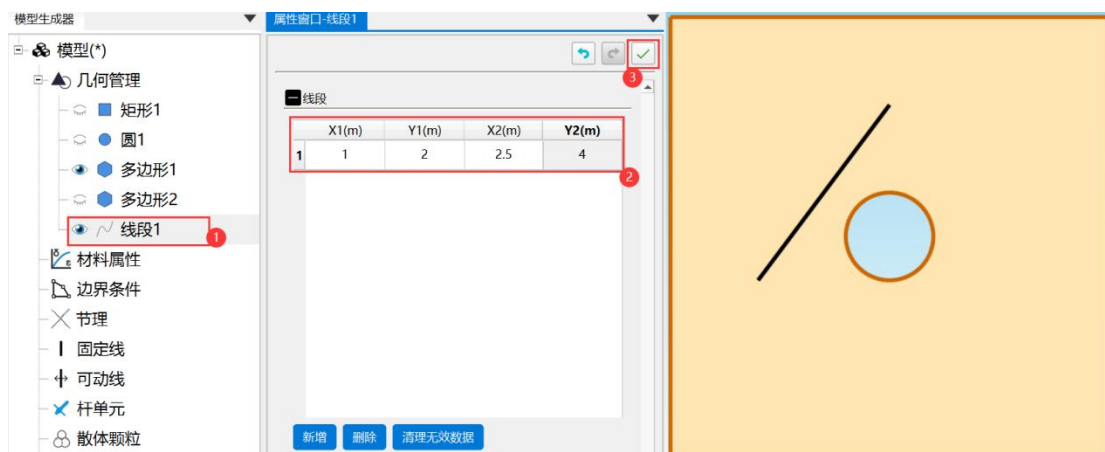 模型生成器
模型(*)
几何管理
矩形1
圆1
多边形1
多边形2
线段1
1
材料属性
边界条件
节理
固定线
可动线
杆单元
散体颗粒
属性窗口-线段1
3
线段
X1(m) Y1(m) X2(m) Y2(m)
1 1 2 2.5 4
2
新增 删除 清理无效数据